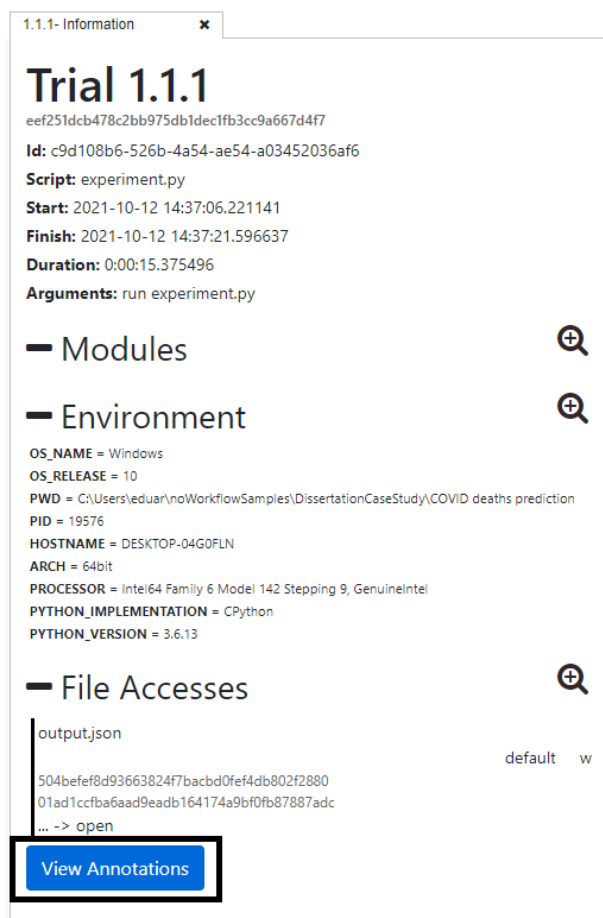 1.1.1- Information ✖
Trial 1.1.1
eef251dcb478c2bb975db1dec1fb3cc9a667d4f7
Id: c9d108b6-526b-4a54-ae54-a03452036af6
Script: experiment.py
Start: 2021-10-12 14:37:06.221141
Finish: 2021-10-12 14:37:21.596637
Duration: 0:00:15.375496
Arguments: run experiment.py
Modules
Environment
OS_NAME = Windows
OS_RELEASE = 10
PWD = C:\Users\eduar\noWorkflowSamples\DissertationCaseStudy\COVID deaths prediction
PID = 19576
HOSTNAME = DESKTOP-04G0FLN
ARCH = 64bit
PROCESSOR = Intel64 Family 6 Model 142 Stepping 9, GenuineIntel
PYTHON_IMPLEMENTATION = CPython
PYTHON_VERSION = 3.6.13
File Accesses
output.json
default w
504befef8d93663824f7bacbd0fef4db802f2880
01ad1ccfba6aad9eadb164174a9bf0fb87887adc
... -> open
View Annotations